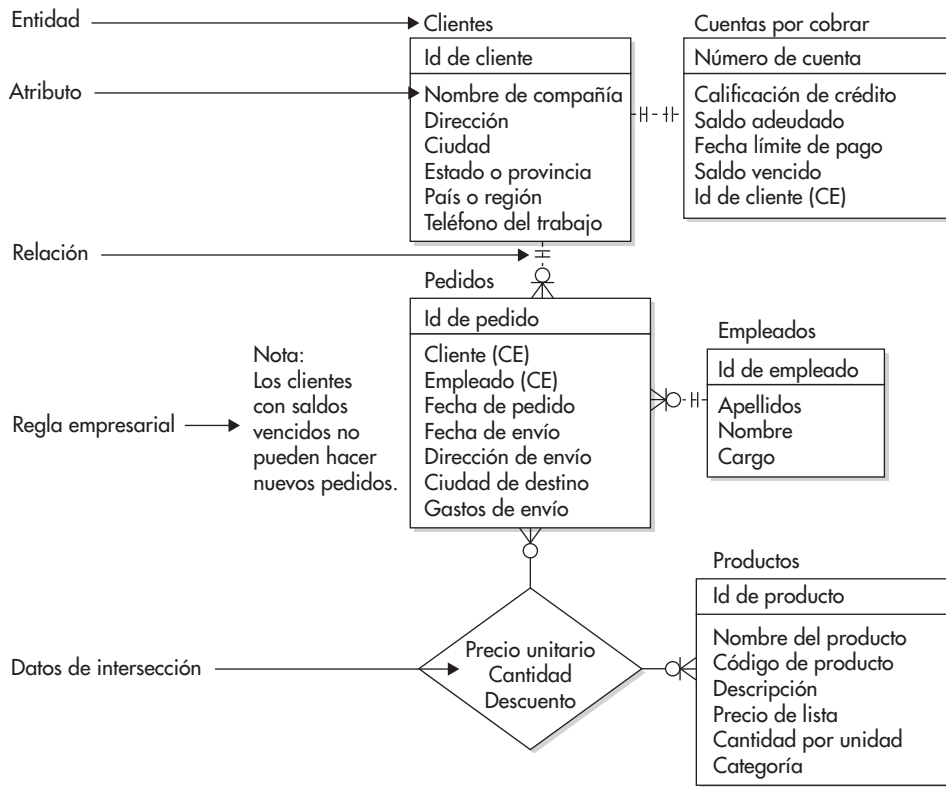 Entidad
Clientes
Id de cliente
Atributo
Nombre de compañía
Dirección
Ciudad
Estado o provincia
País o región
Teléfono del trabajo
Cuentas por cobrar
Número de cuenta
Calificación de crédito
Saldo adeudado
Fecha límite de pago
Saldo vencido
Id de cliente (CE)
Relación
Pedidos
Id de pedido
Cliente (CE)
Empleado (CE)
Fecha de pedido
Fecha de envío
Dirección de envío
Ciudad de destino
Gastos de envío
Empleados
Id de empleado
Apellidos
Nombre
Cargo
Regla empresarial
Nota:
Los clientes
con saldos
vencidos no
pueden hacer
nuevos pedidos.
Datos de intersección
Precio unitario
Cantidad
Descuento
Productos
Id de producto
Nombre del producto
Código de producto
Descripción
Precio de lista
Cantidad por unidad
Categoría